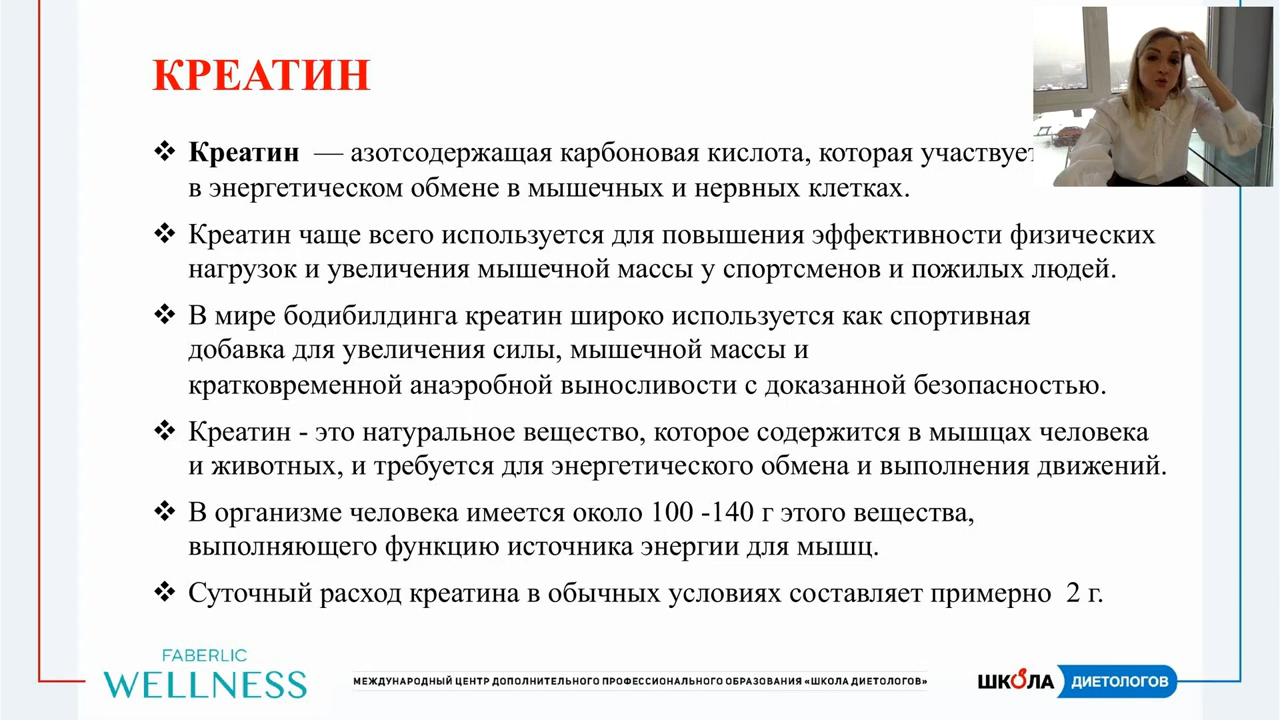 КРЕАТИН
Креатин — азотсодержащая карбоновая кислота, которая участвует
в энергетическом обмене в мышечных и нервных клетках.
Креатин чаще всего используется для повышения эффективности физических
нагрузок и увеличения мышечной массы у спортсменов и пожилых людей.
В мире бодибилдинга креатин широко используется как спортивная
добавка для увеличения силы, мышечной массы и
кратковременной анаэробной выносливости с доказанной безопасностью.
Креатин - это натуральное вещество, которое содержится в мышцах человека
и животных, и требуется для энергетического обмена и выполнения движений.
В организме человека имеется около 100 -140 г этого вещества,
выполняющего функцию источника энергии для мышц.
Суточный расход креатина в обычных условиях составляет примерно 2 г.
FABERLIC
WELLNESS
МЕЖДУНАРОДНЫЙ ЦЕНТР ДОПОЛНИТЕЛЬНОГО ПРОФЕССИОНАЛЬНОГО ОБРАЗОВАНИЯ «ШКОЛА ДИЕТОЛОГОВ»
ШКОЛА ДИЕТОЛОГОВ